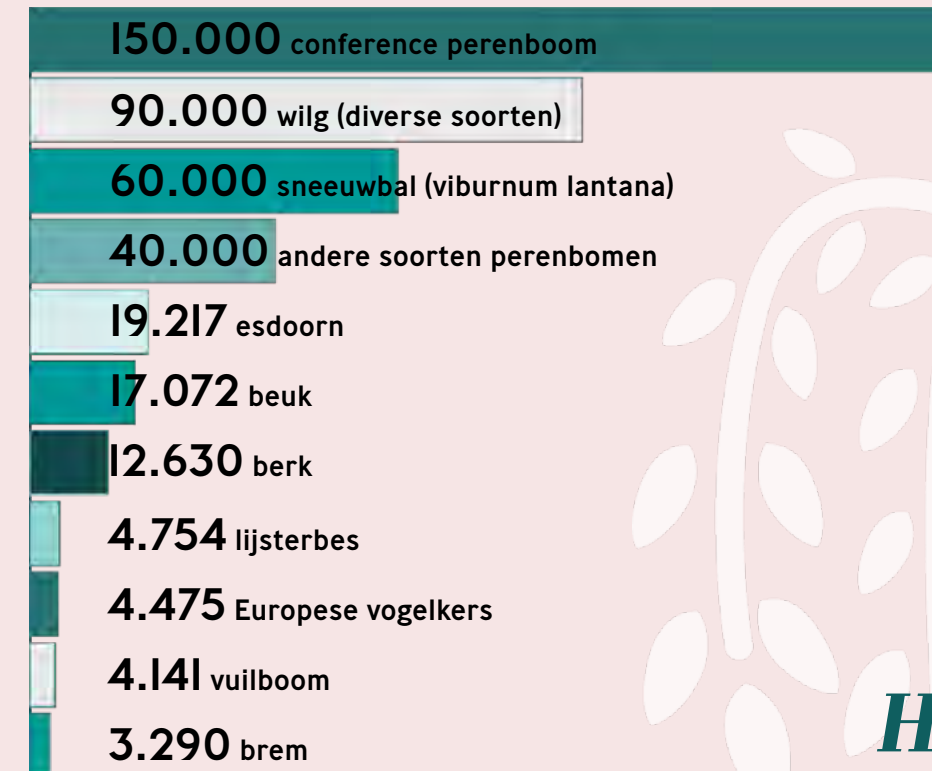 150.000 conference perenboom
90.000 wilg (diverse soorten)
60.000 sneeuwbal (viburnum lantana)
40.000 andere soorten perenbomen
19.217 esdoorn
17.072 beuk
12.630 berk
4.754 lijsterbes
4.475 Europese vogelkers
4.141 vuilboom
H
3.290 brem